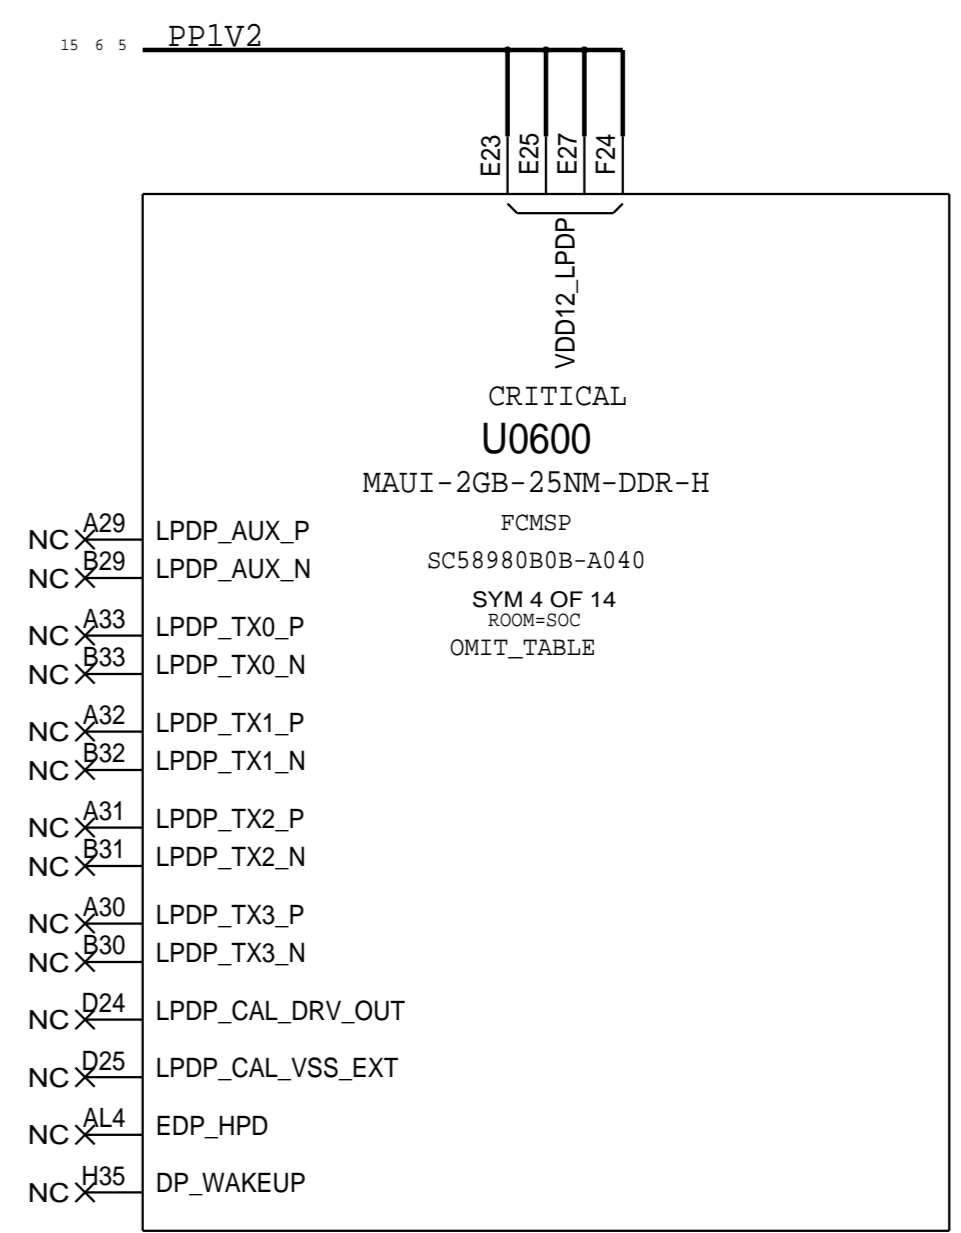 15 6 5 PP1V2
E23 E25 E27 F24
VDD12_LPDP
CRITICAL
U0600
MAUI-2GB-25NM-DDR-H
FCMSP
SC58980B0B-A040
SYM 4 OF 14
ROOM=SOC
OMIT_TABLE
NC A29 LPDP_AUX_P
NC B29 LPDP_AUX_N
NC A33 LPDP_TX0_P
NC B33 LPDP_TX0_N
NC A32 LPDP_TX1_P
NC B32 LPDP_TX1_N
NC A31 LPDP_TX2_P
NC B31 LPDP_TX2_N
NC A30 LPDP_TX3_P
NC B30 LPDP_TX3_N
NC D24 LPDP_CAL_DRV_OUT
NC D25 LPDP_CAL_VSS_EXT
NC AL4 EDP_HPD
NC H35 DP_WAKEUP